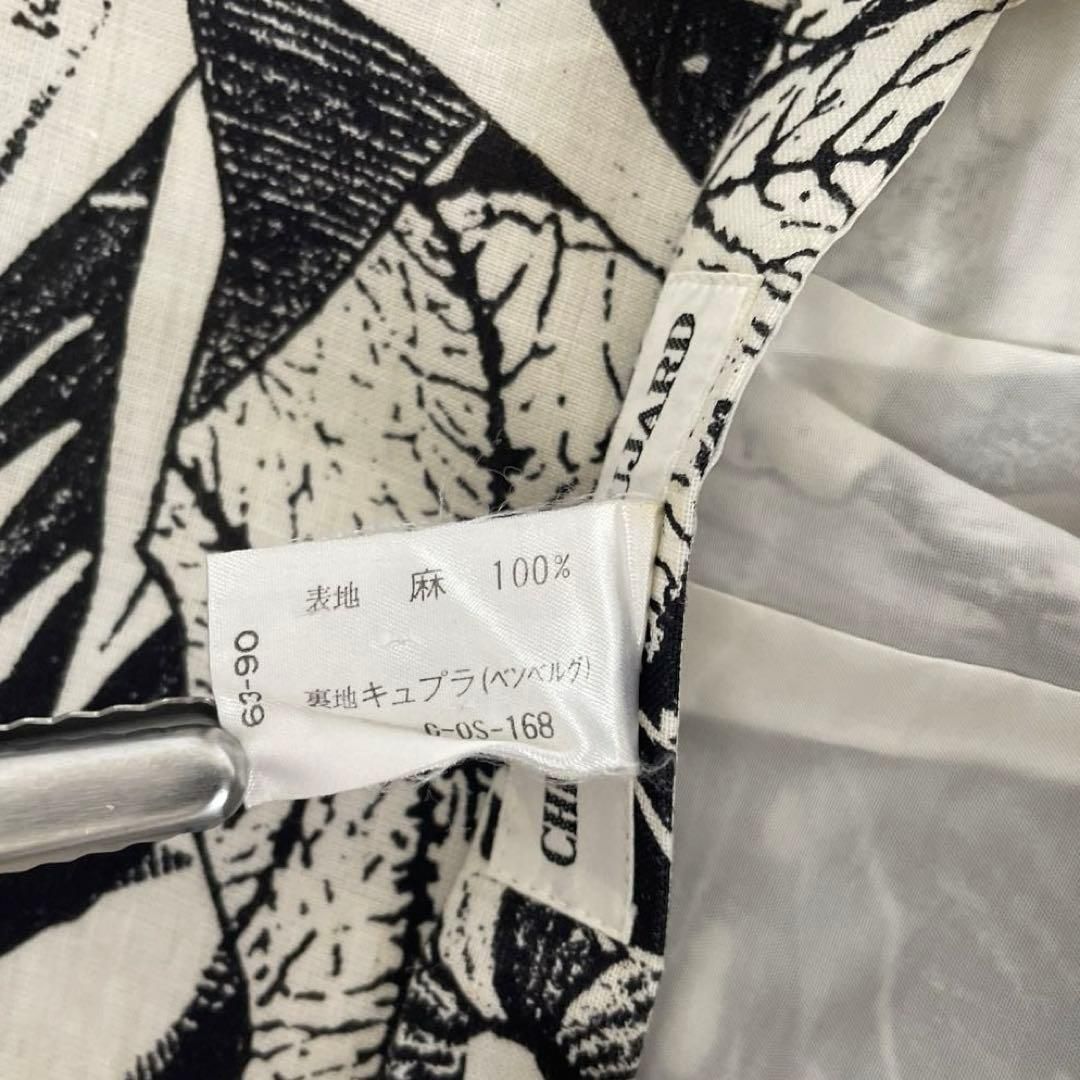 表地 麻 100%
裏地キュプラ(ベンベルグ)
G-OS-168
63-90
JARD
CH